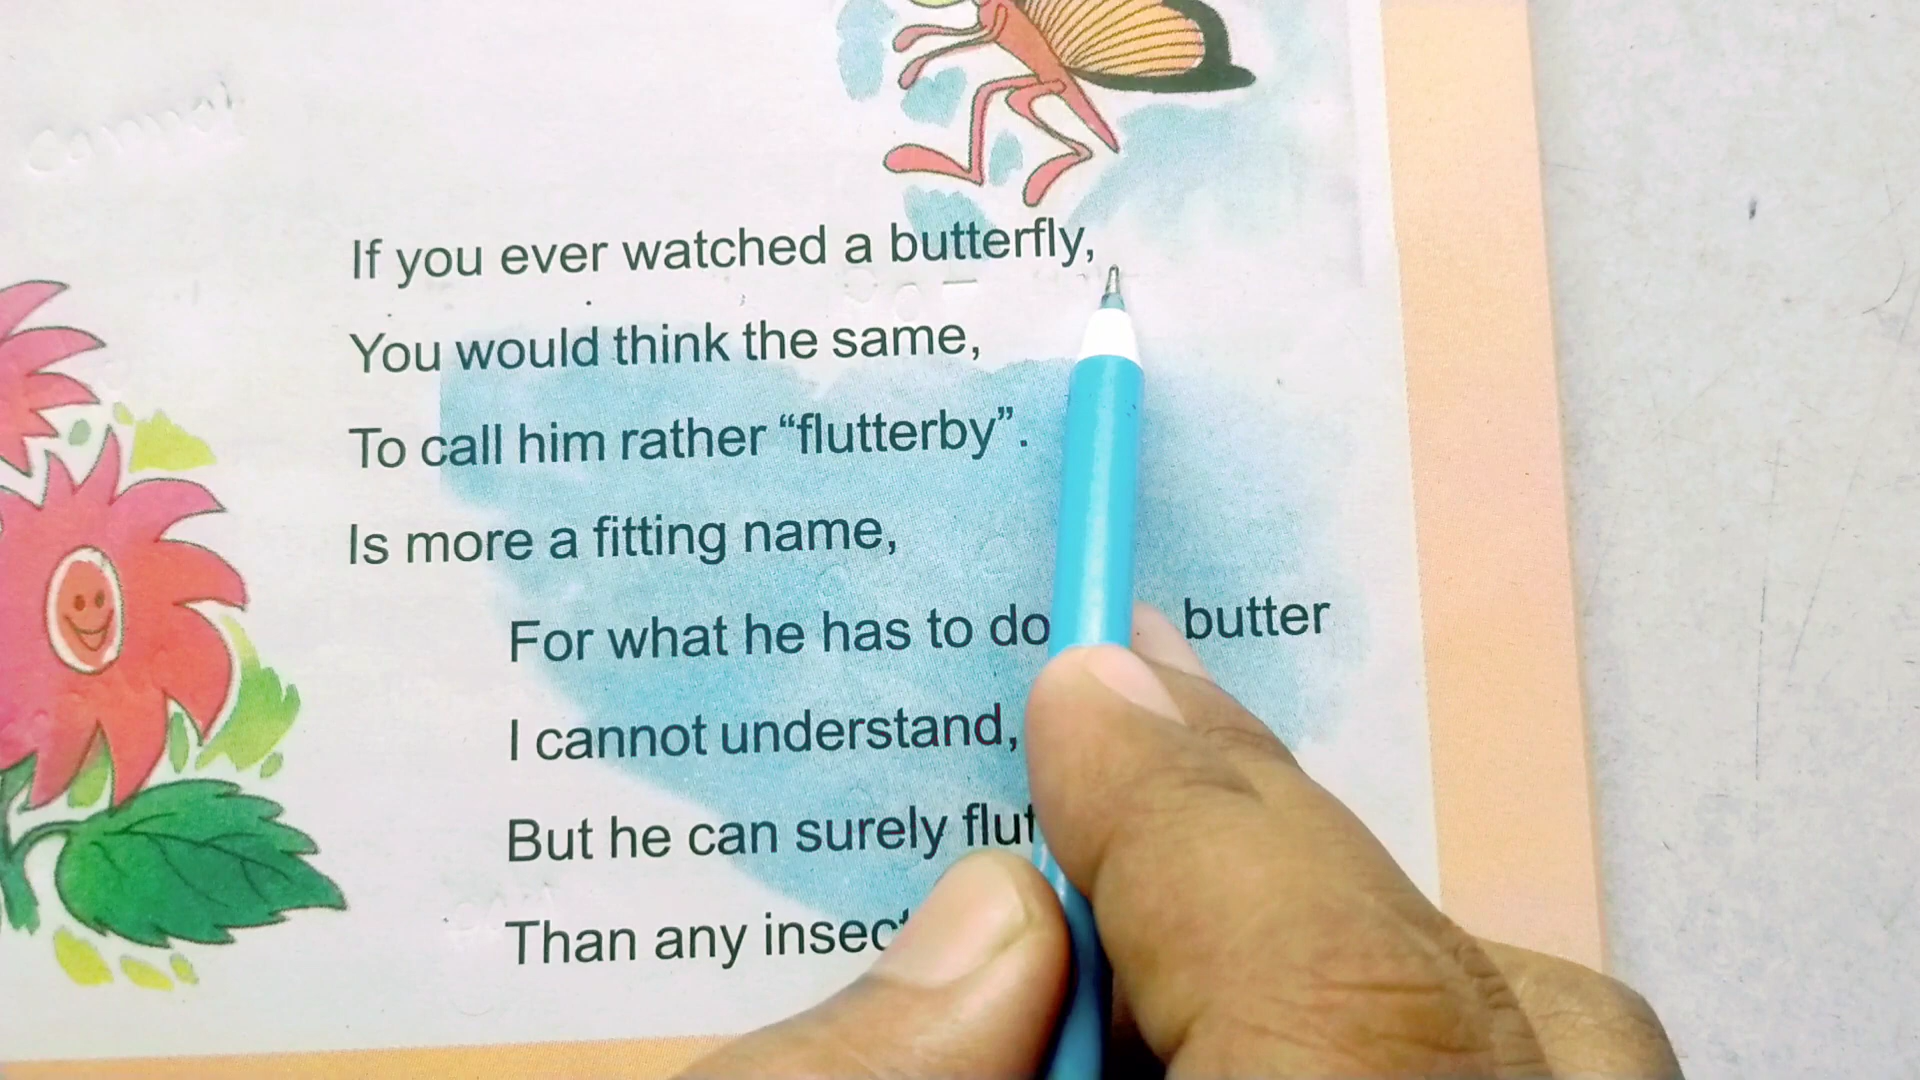 If you ever watched a butterfly,
You would think the same,
To call him rather “flutterby”.
Is more a fitting name,
For what he has to do butter
I cannot understand,
But he can surely
Than any